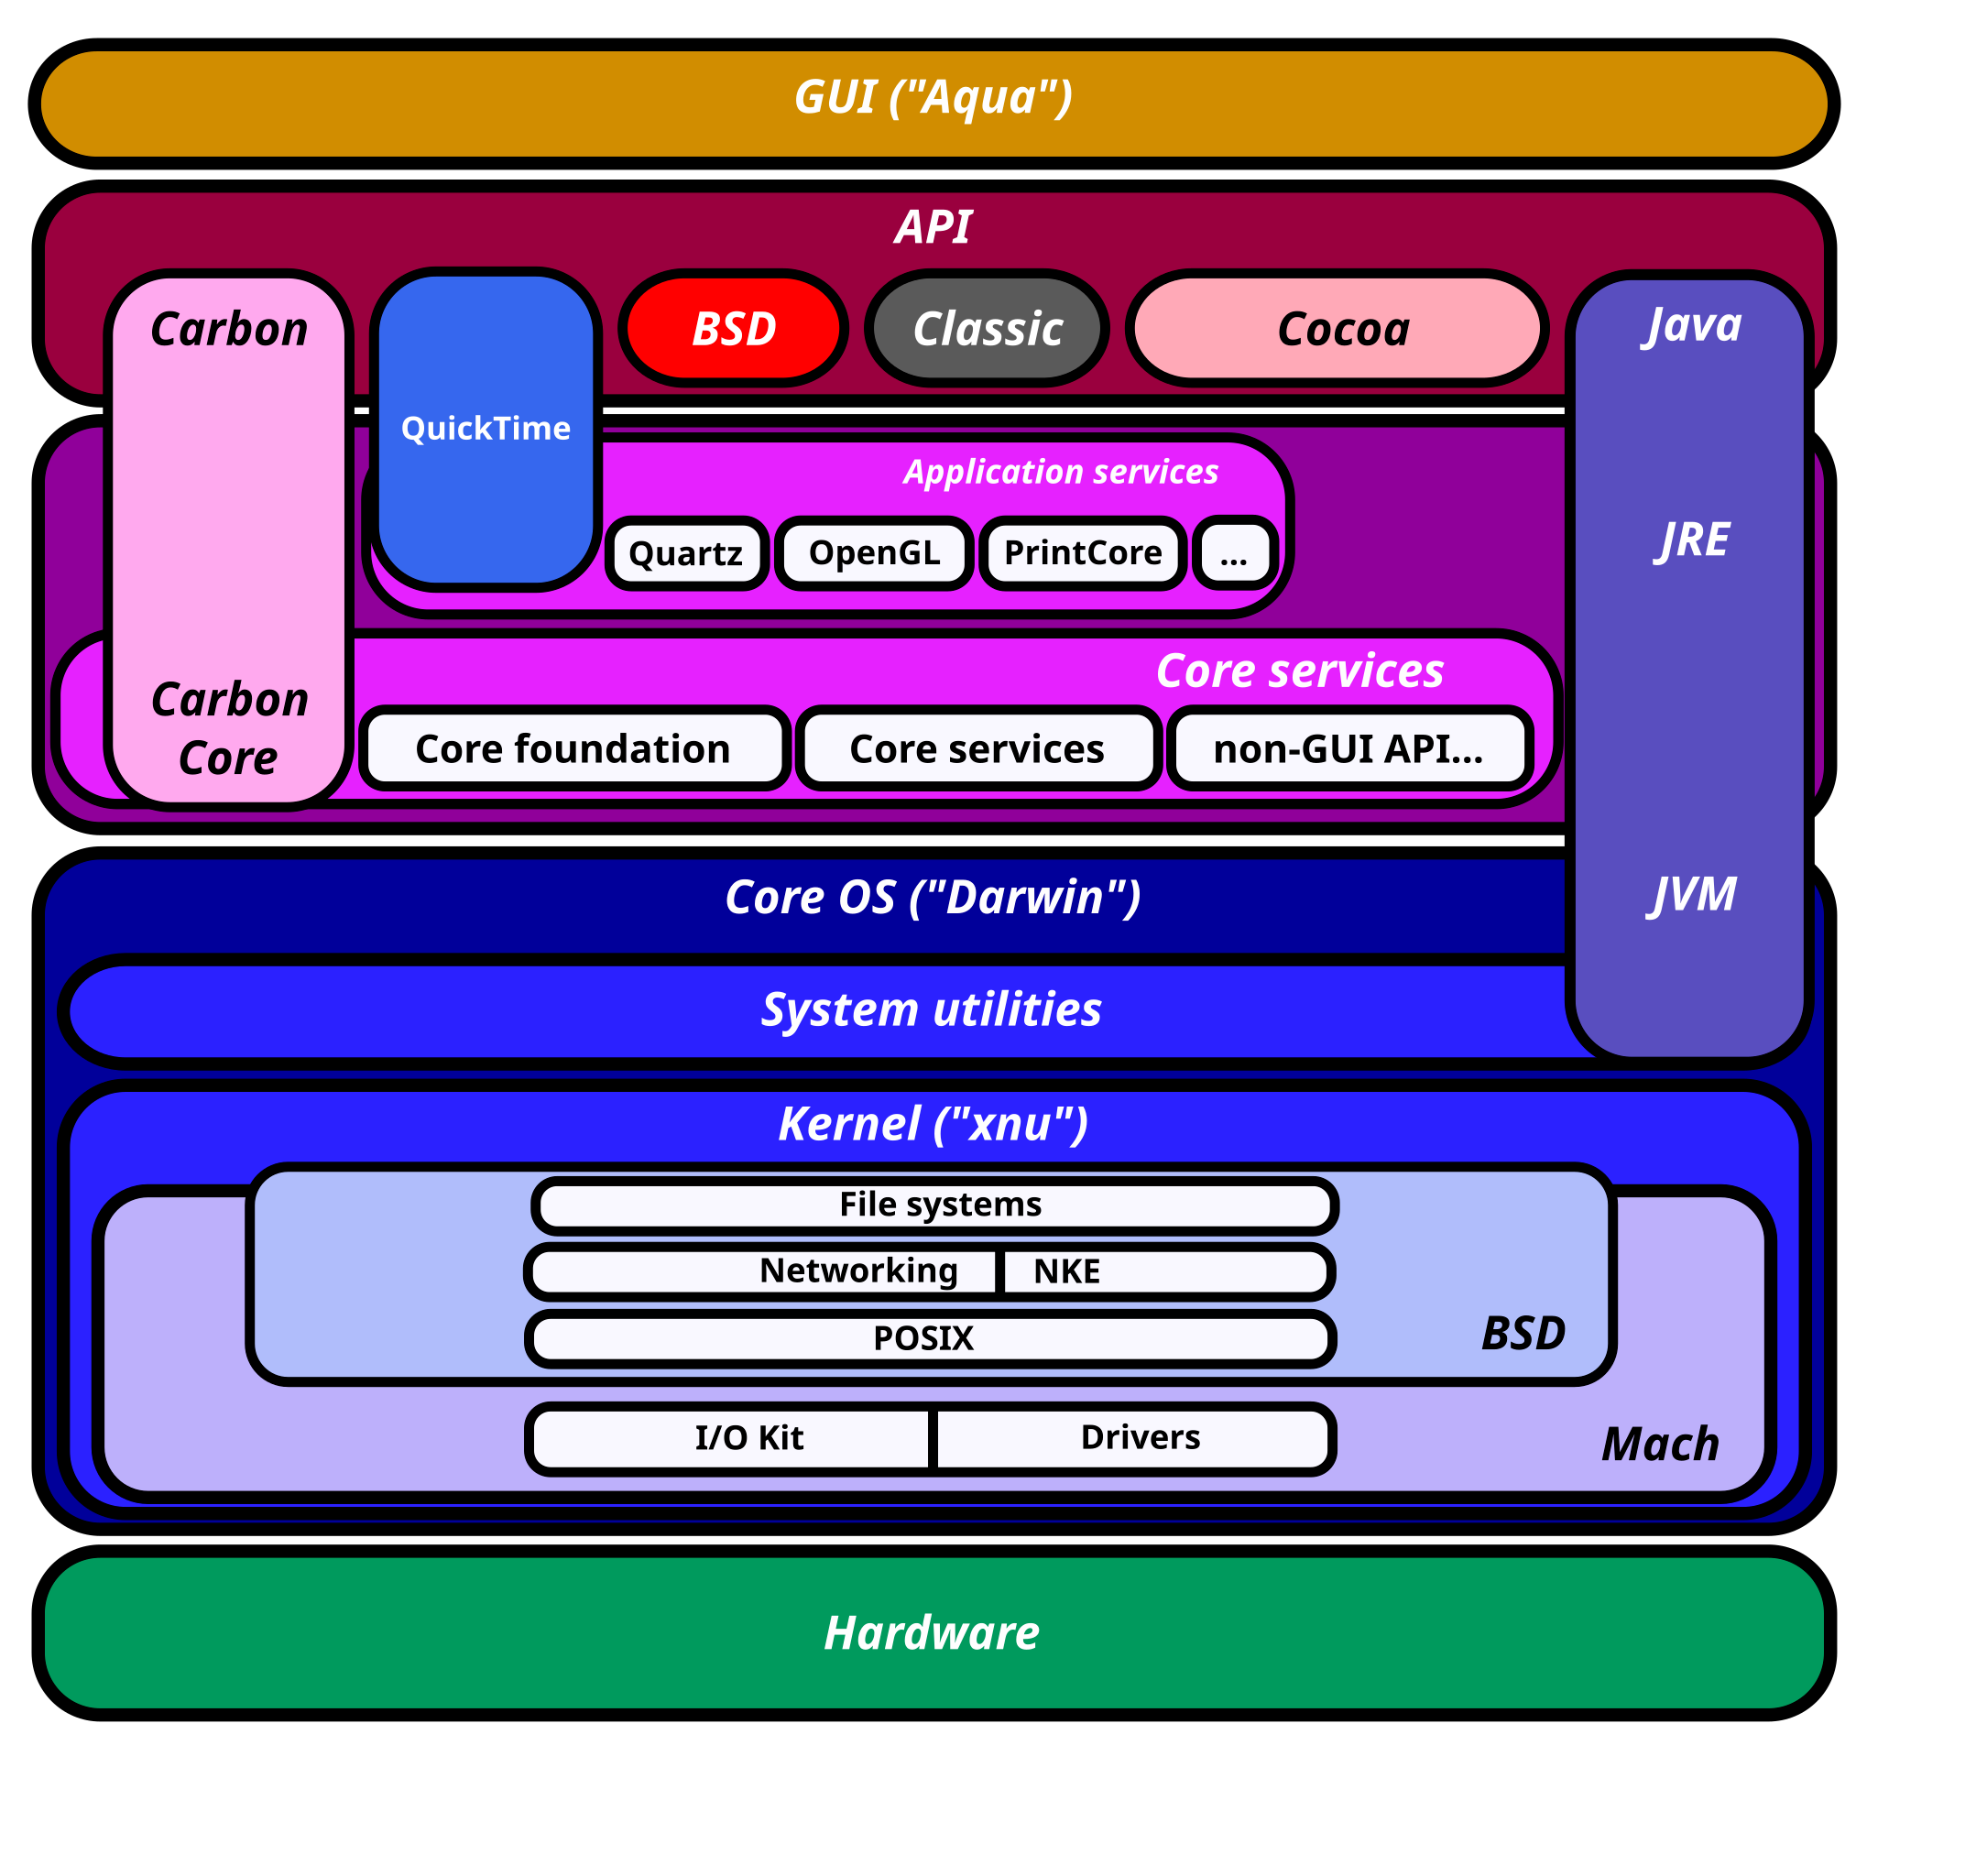 GUI ("Aqua")
API
Carbon
QuickTime
BSD
Classic
Cocoa
Java
Application services
Quartz
OpenGL
PrintCore
...
JRE
Core services
Carbon
Core
Core foundation
Core services
non-GUI API...
Core OS ("Darwin")
JVM
System utilities
Kernel ("xnu")
File systems
Networking
NKE
POSIX
BSD
I/O Kit
Drivers
Mach
Hardware